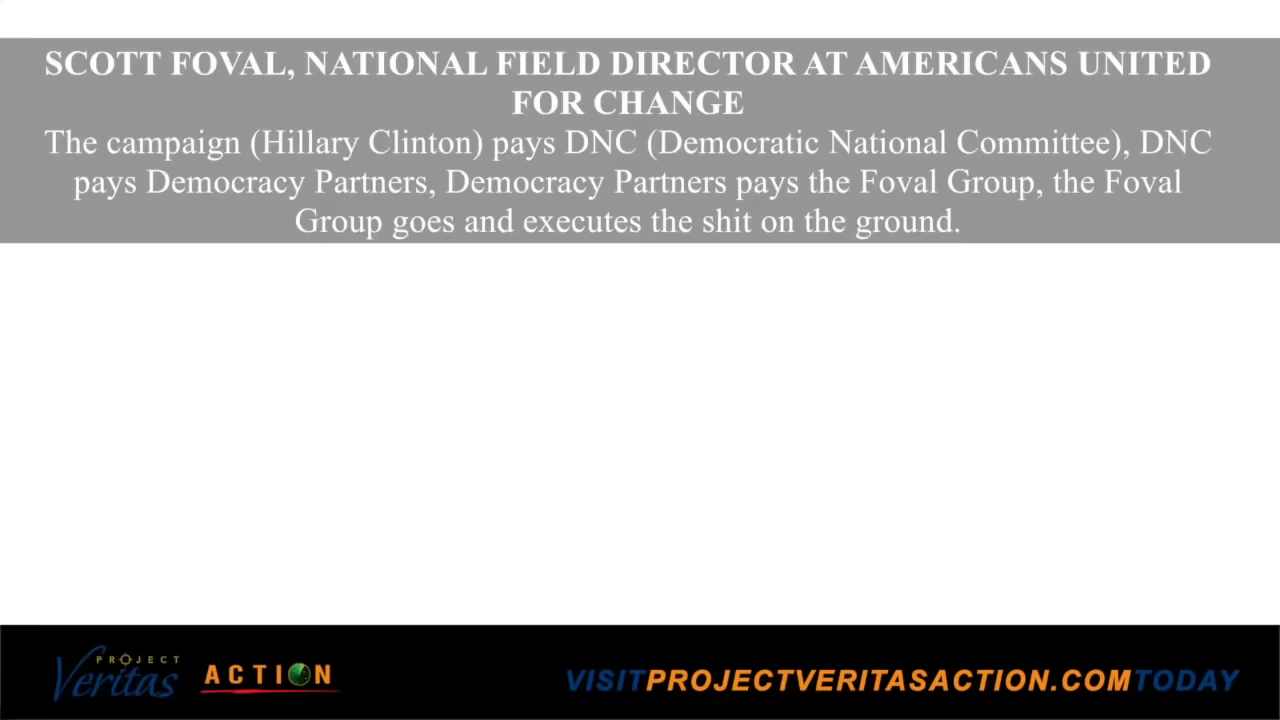 SCOTT FOVAL, NATIONAL FIELD DIRECTOR AT AMERICANS UNITED
FOR CHANGE
The campaign (Hillary Clinton) pays DNC (Democratic National Committee), DNC
pays Democracy Partners, Democracy Partners pays the Foval Group, the Foval
Group goes and executes the shit on the ground.
PROJECT
Veritas ACTION
VISITPROJECTVERITASACTION.COMTODAY